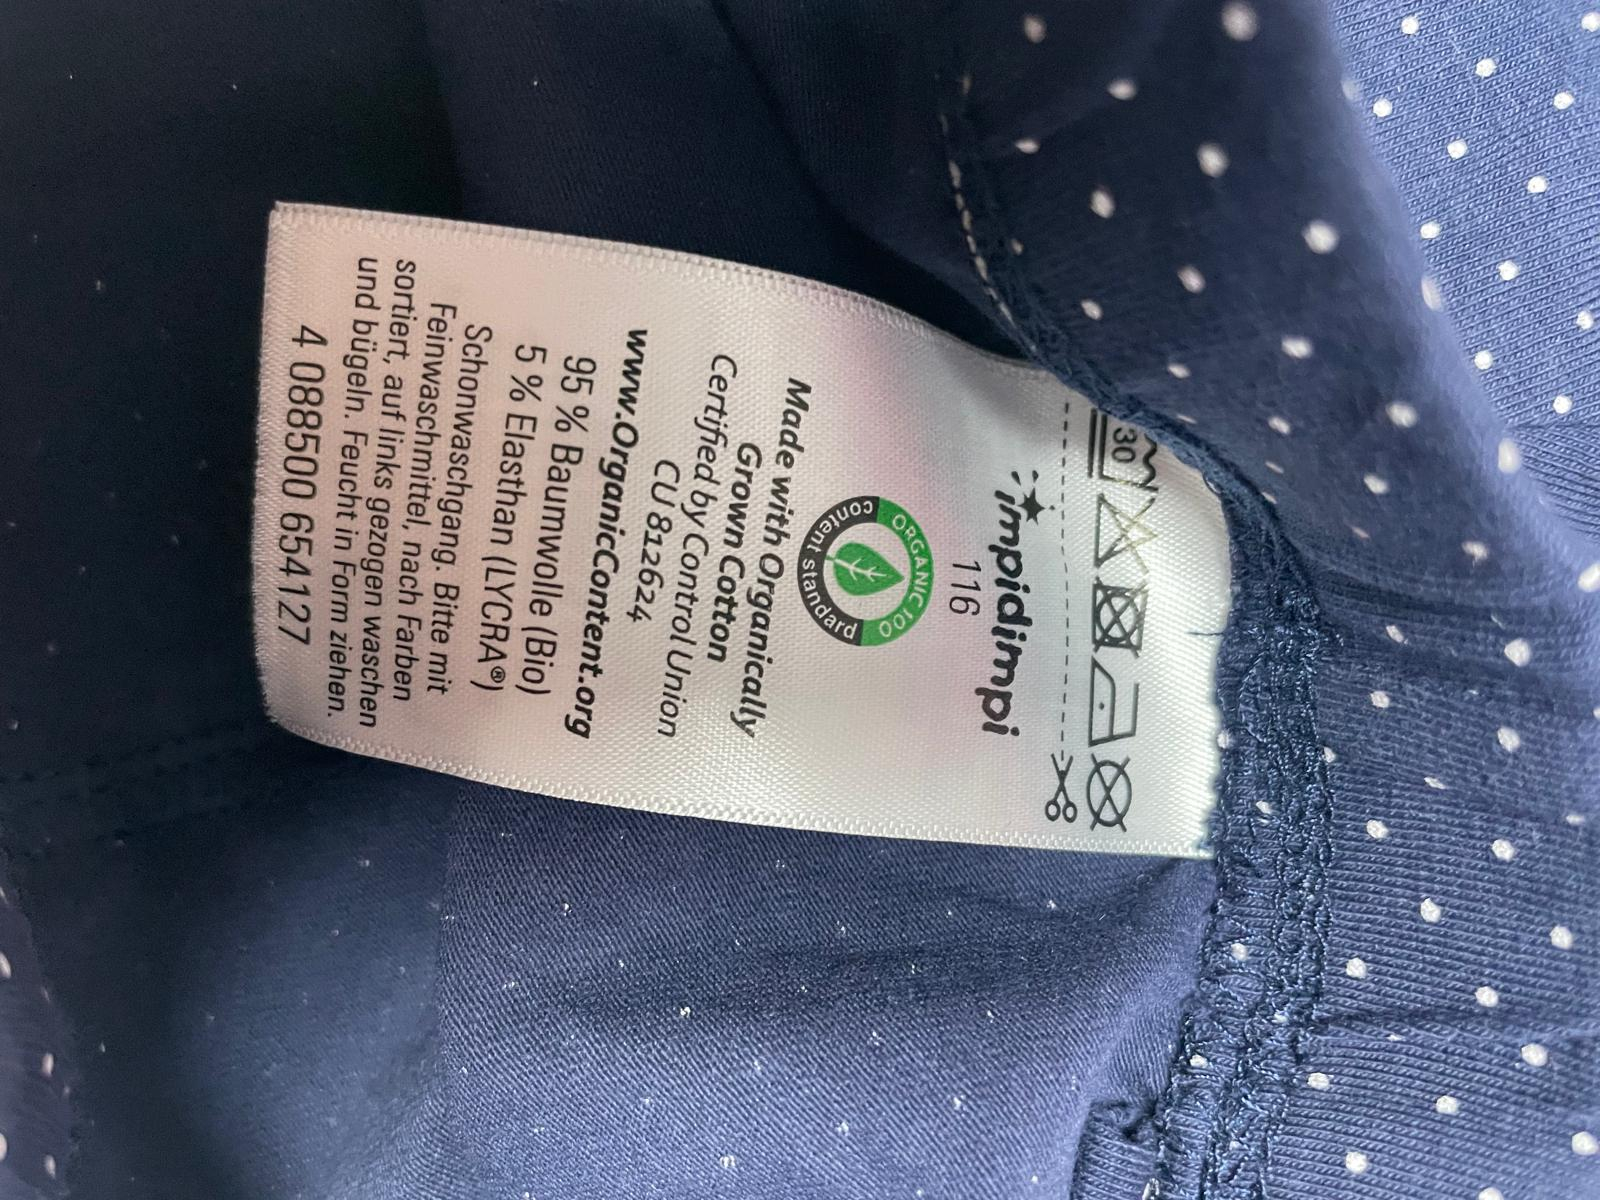 30
impidimpi
116
ORGANIC 100
content standard
Made with Organically
Grown Cotton
Certified by Control Union
CU 812624
www.OrganicContent.org
95 % Baumwolle (Bio)
5 % Elasthan (LYCRA®)
Schonwaschgang. Bitte mit
Feinwaschmittel, nach Farben
sortiert, auf links gezogen waschen
und bügeln. Feucht in Form ziehen.
4 088500 654127